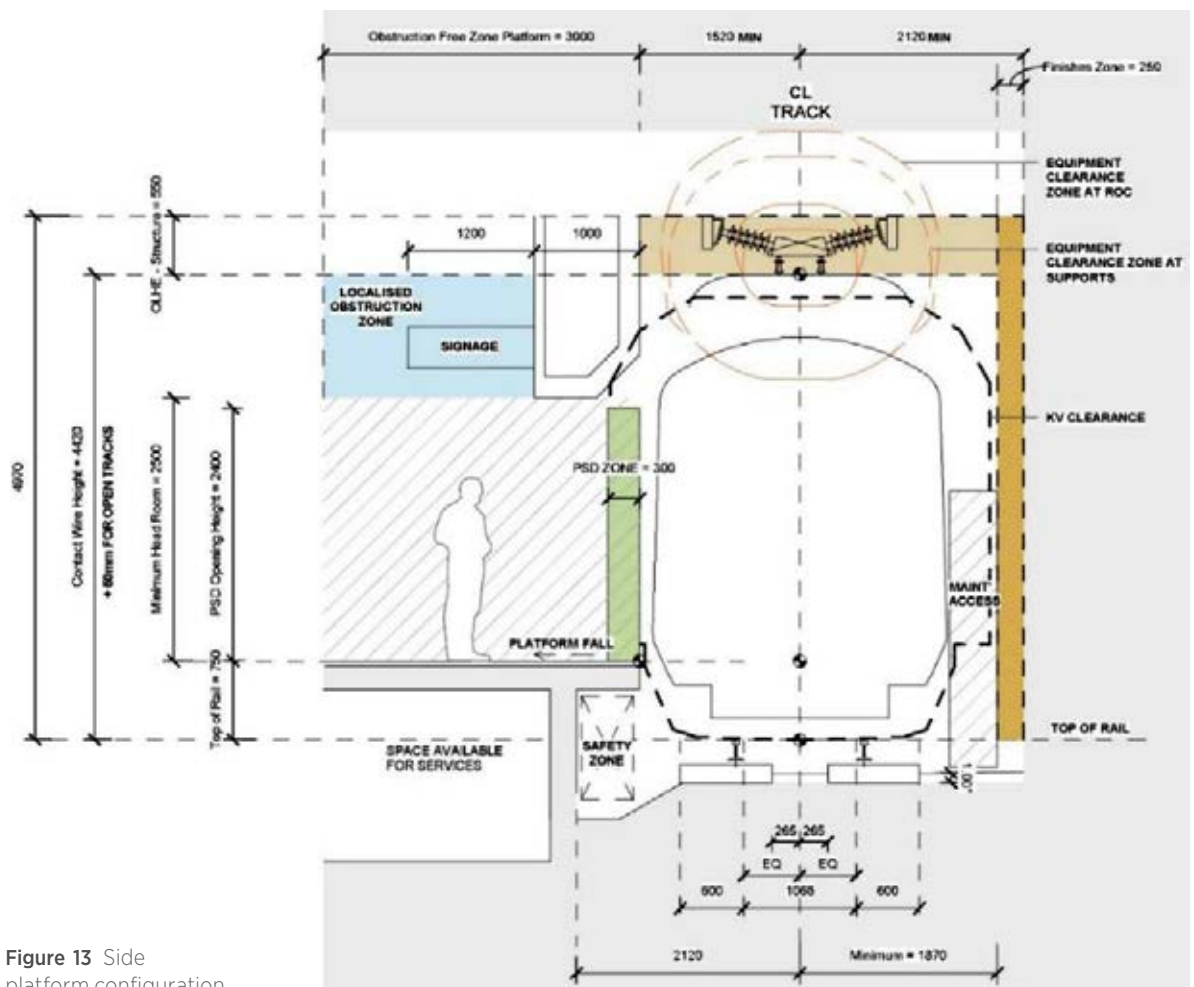 Obstruction Free Zone Platform = 3000
1520 MIN
2120 MIN
Finishes Zone = 250
CL
TRACK
EQUIPMENT
CLEARANCE
ZONE AT ROC
EQUIPMENT
CLEARANCE ZONE AT
SUPPORTS
OLHE - Structure = 550
1200
1000
LOCALISED
OBSTRUCTION
ZONE
SIGNAGE
KV CLEARANCE
4970
Contact Wire Height = 4420
+ 80mm FOR OPEN TRACKS
Minimum Head Room = 2500
PSD Opening Height = 2400
PSD ZONE = 300
MAINT
ACCESS
PLATFORM FALL
Top of Rail = 750
TOP OF RAIL
SPACE AVAILABLE
FOR SERVICES
SAFETY
ZONE
265 265
EQ EQ
600 1068 600
2120
Minimum = 1870
Figure 13 Side
platform configuration